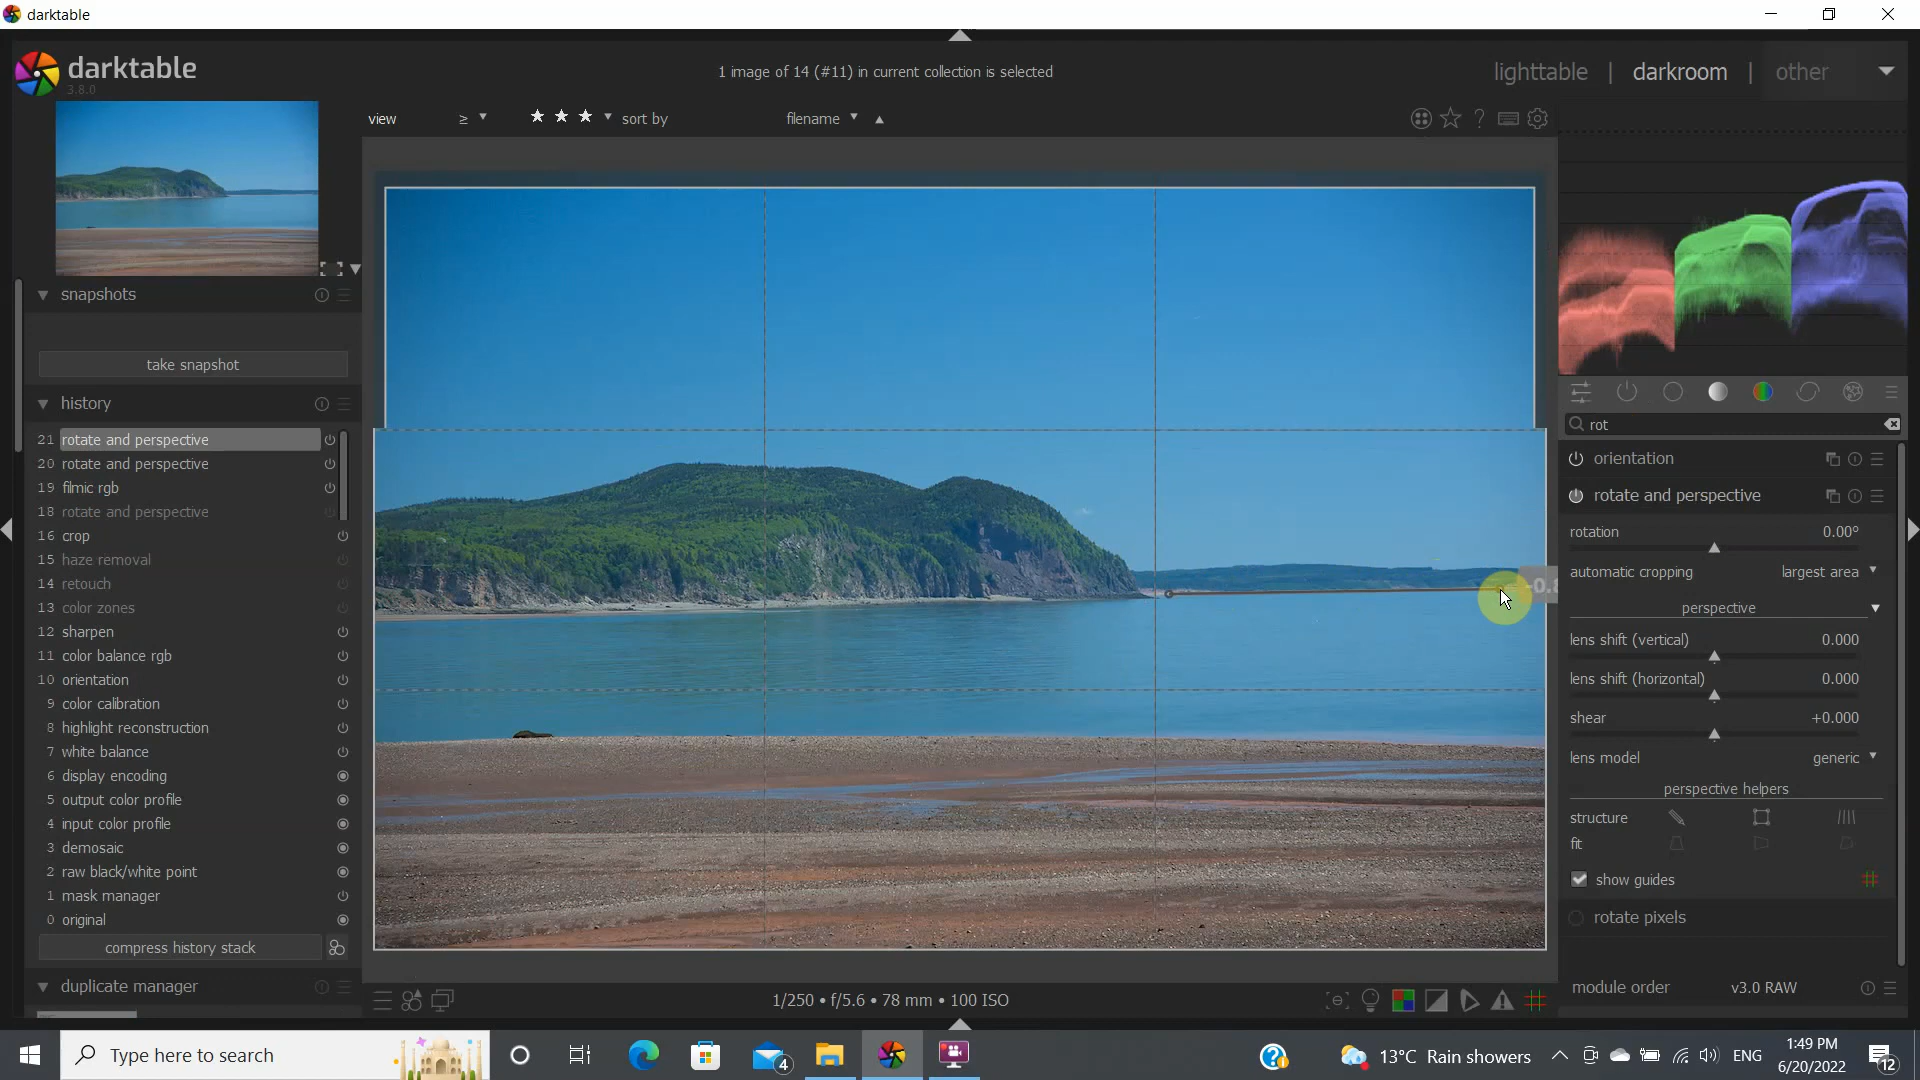 darktable
darktable
3.8.0
1 image of 14 (#11) in current collection is selected
lighttable | darkroom | other
view ≥ ★ ★ ★ sort by filename
snapshots
take snapshot
history
21 rotate and perspective
20 rotate and perspective
19 filmic rgb
18 rotate and perspective
16 crop
15 haze removal
14 retouch
13 color zones
12 sharpen
11 color balance rgb
10 orientation
9 color calibration
8 highlight reconstruction
7 white balance
6 display encoding
5 output color profile
4 input color profile
3 demosaic
2 raw black/white point
1 mask manager
0 original
compress history stack
duplicate manager
1/250 • f/5.6 • 78 mm • 100 ISO
rot
orientation
rotate and perspective
rotation 0.00°
automatic cropping largest area
perspective
lens shift (vertical) 0.000
lens shift (horizontal) 0.000
shear +0.000
lens model generic
perspective helpers
structure
fit
show guides
rotate pixels
module order v3.0 RAW
Type here to search
4
13°C Rain showers
ENG
1:49 PM
6/20/2022
12